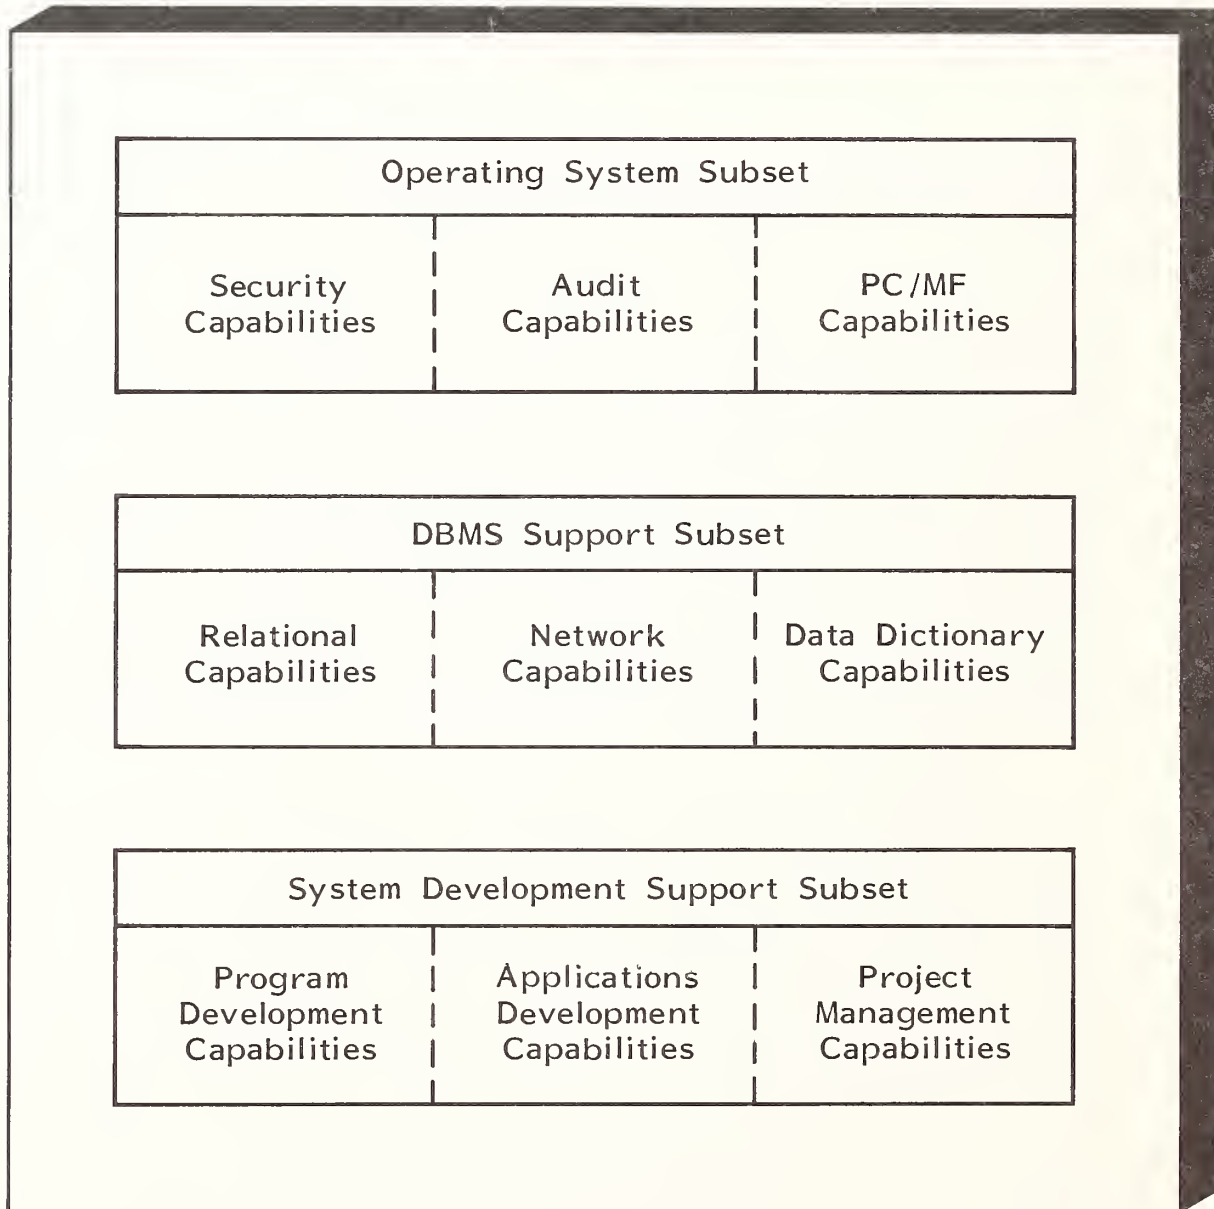 Operating System Subset
Security
Capabilities
Audit
Capabilities
PC/MF
Capabilities
DBMS Support Subset
Relational
Capabilities
Network
Capabilities
Data Dictionary
Capabilities
System Development Support Subset
Program
Development
Capabilities
Applications
Development
Capabilities
Project
Management
Capabilities